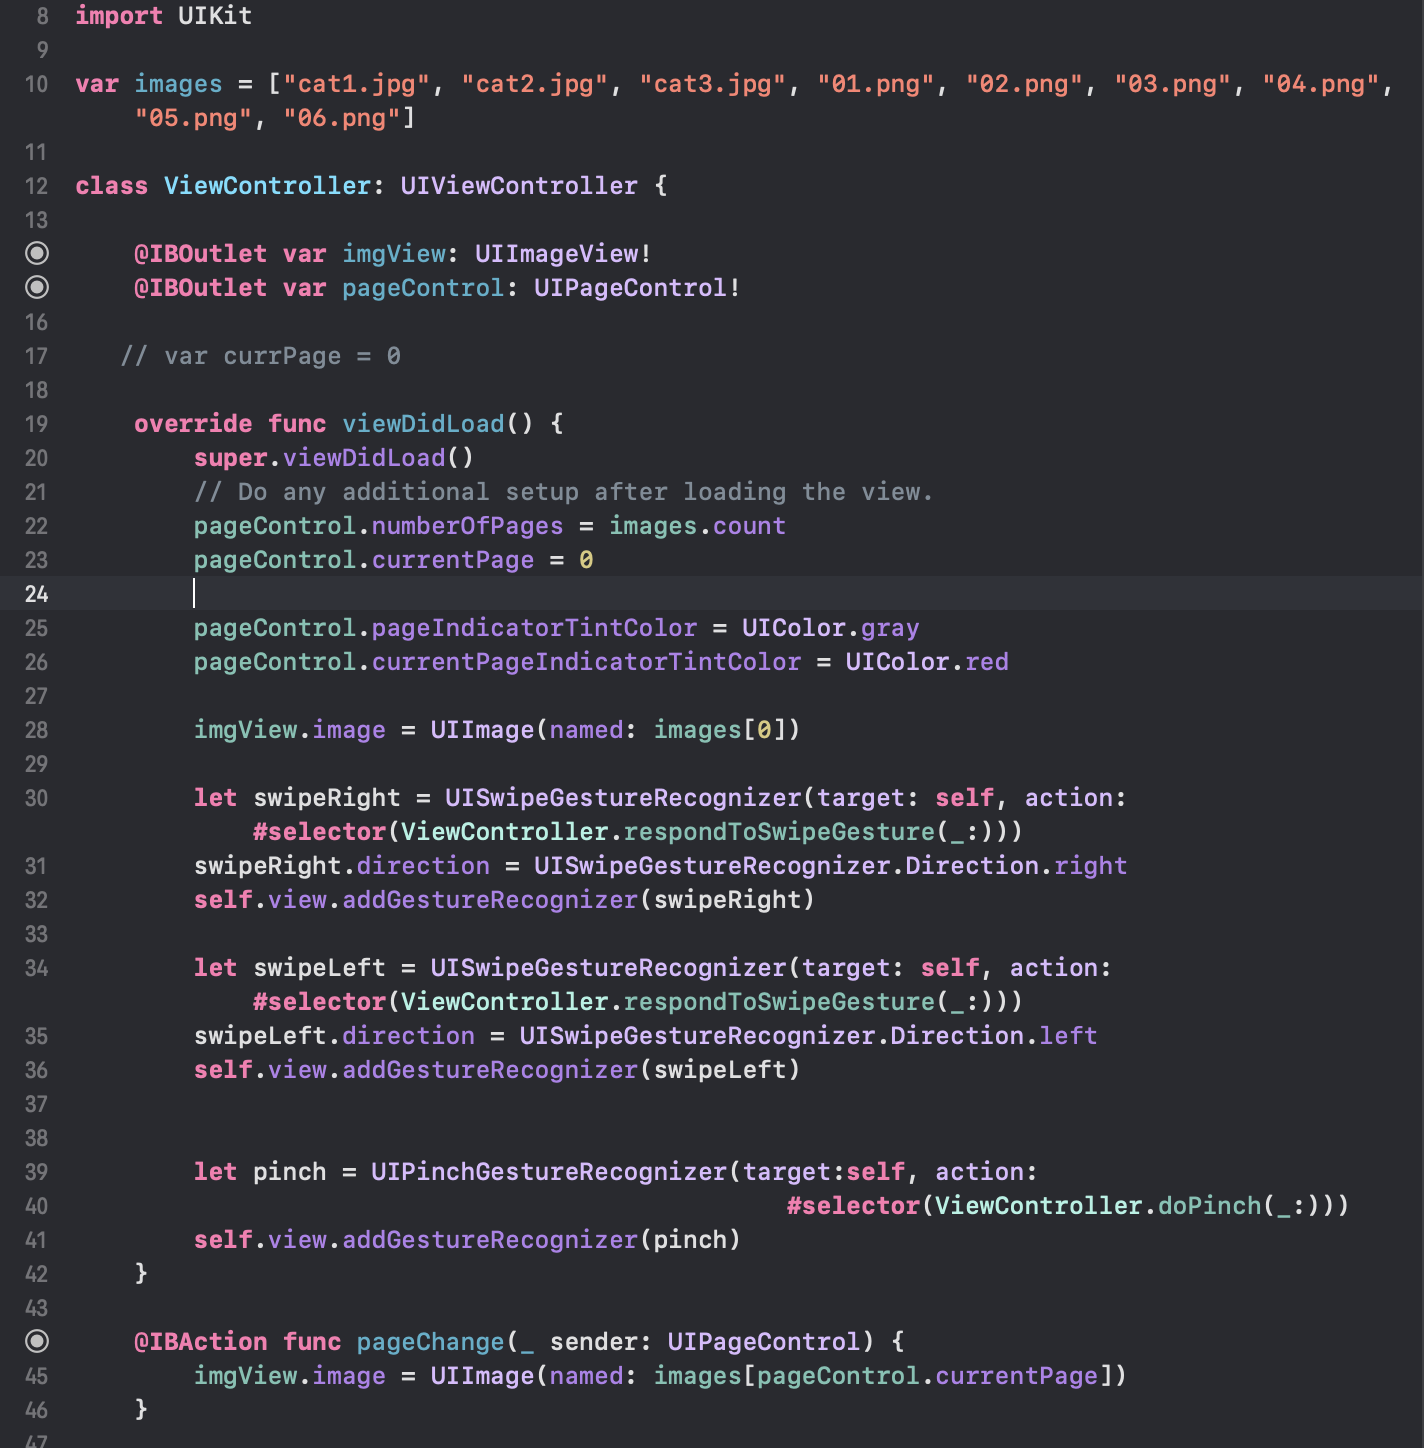 8 import UIKit
9
10 var images = ["cat1.jpg", "cat2.jpg", "cat3.jpg", "01.png", "02.png", "03.png", "04.png",
"05.png", "06.png"]
11
12 class ViewController: UIViewController {
13
@IBOutlet var imgView: UIImageView!
@IBOutlet var pageControl: UIPageControl!
16
17 // var currPage = 0
18
19 override func viewDidLoad() {
20 super.viewDidLoad()
21 // Do any additional setup after loading the view.
22 pageControl.numberOfPages = images.count
23 pageControl.currentPage = 0
24
25 pageControl.pageIndicatorTintColor = UIColor.gray
26 pageControl.currentPageIndicatorTintColor = UIColor.red
27
28 imgView.image = UIImage(named: images[0])
29
30 let swipeRight = UISwipeGestureRecognizer(target: self, action:
#selector(ViewController.respondToSwipeGesture(_:)))
31 swipeRight.direction = UISwipeGestureRecognizer.Direction.right
32 self.view.addGestureRecognizer(swipeRight)
33
34 let swipeLeft = UISwipeGestureRecognizer(target: self, action:
#selector(ViewController.respondToSwipeGesture(_:)))
35 swipeLeft.direction = UISwipeGestureRecognizer.Direction.left
36 self.view.addGestureRecognizer(swipeLeft)
37
38
39 let pinch = UIPinchGestureRecognizer(target:self, action:
40 #selector(ViewController.doPinch(_:)))
41 self.view.addGestureRecognizer(pinch)
42 }
43
@IBAction func pageChange(_ sender: UIPageControl) {
45 imgView.image = UIImage(named: images[pageControl.currentPage])
46 }
47